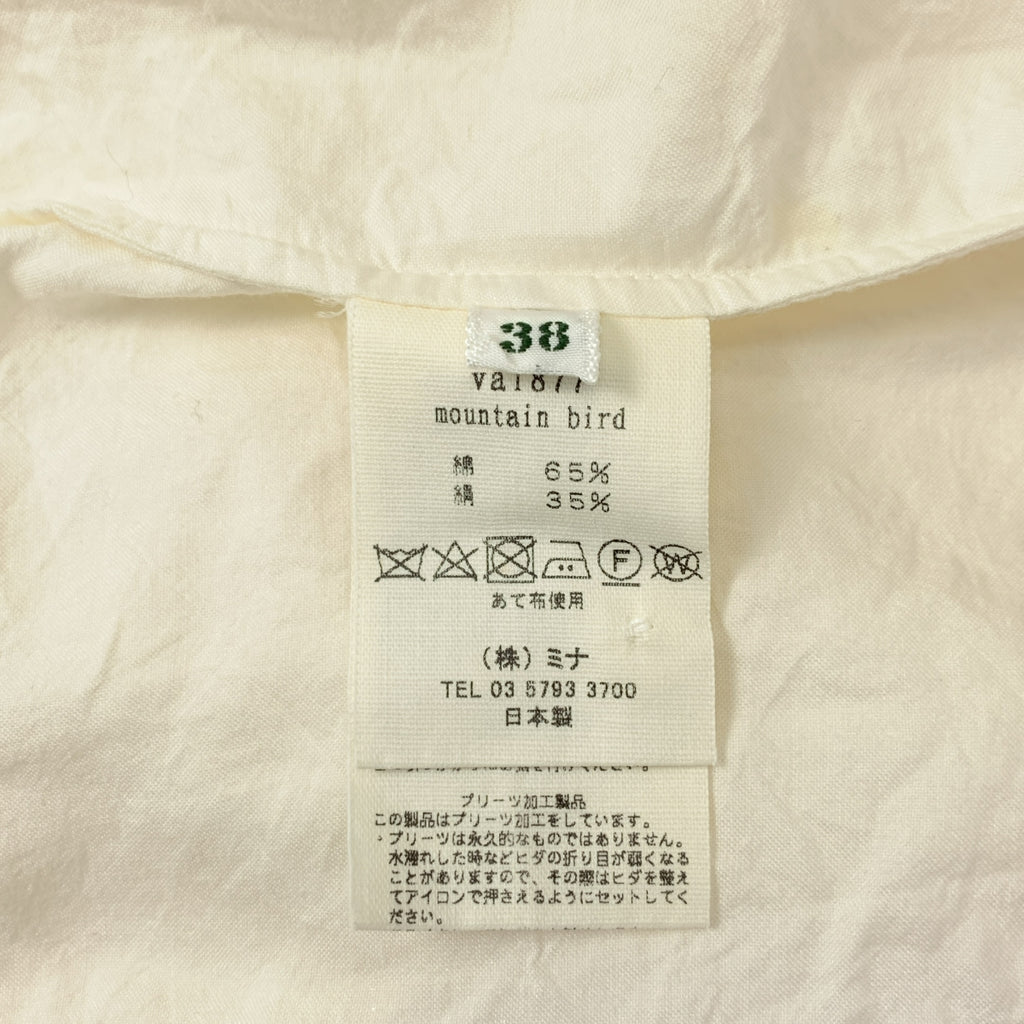 38
mountain bird
綿 65%
絹 35%
F W
あて布使用
(株)ミナ
TEL 03 5793 3700
日本製
プリーツ加工製品
この製品はプリーツ加工をしています。
・プリーツは永久的なものではありません。
水濡れした時などヒダの折り目が弱くなる
ことがありますので、その際はヒダを整え
てアイロンで押さえるようにセットしてく
ださい。